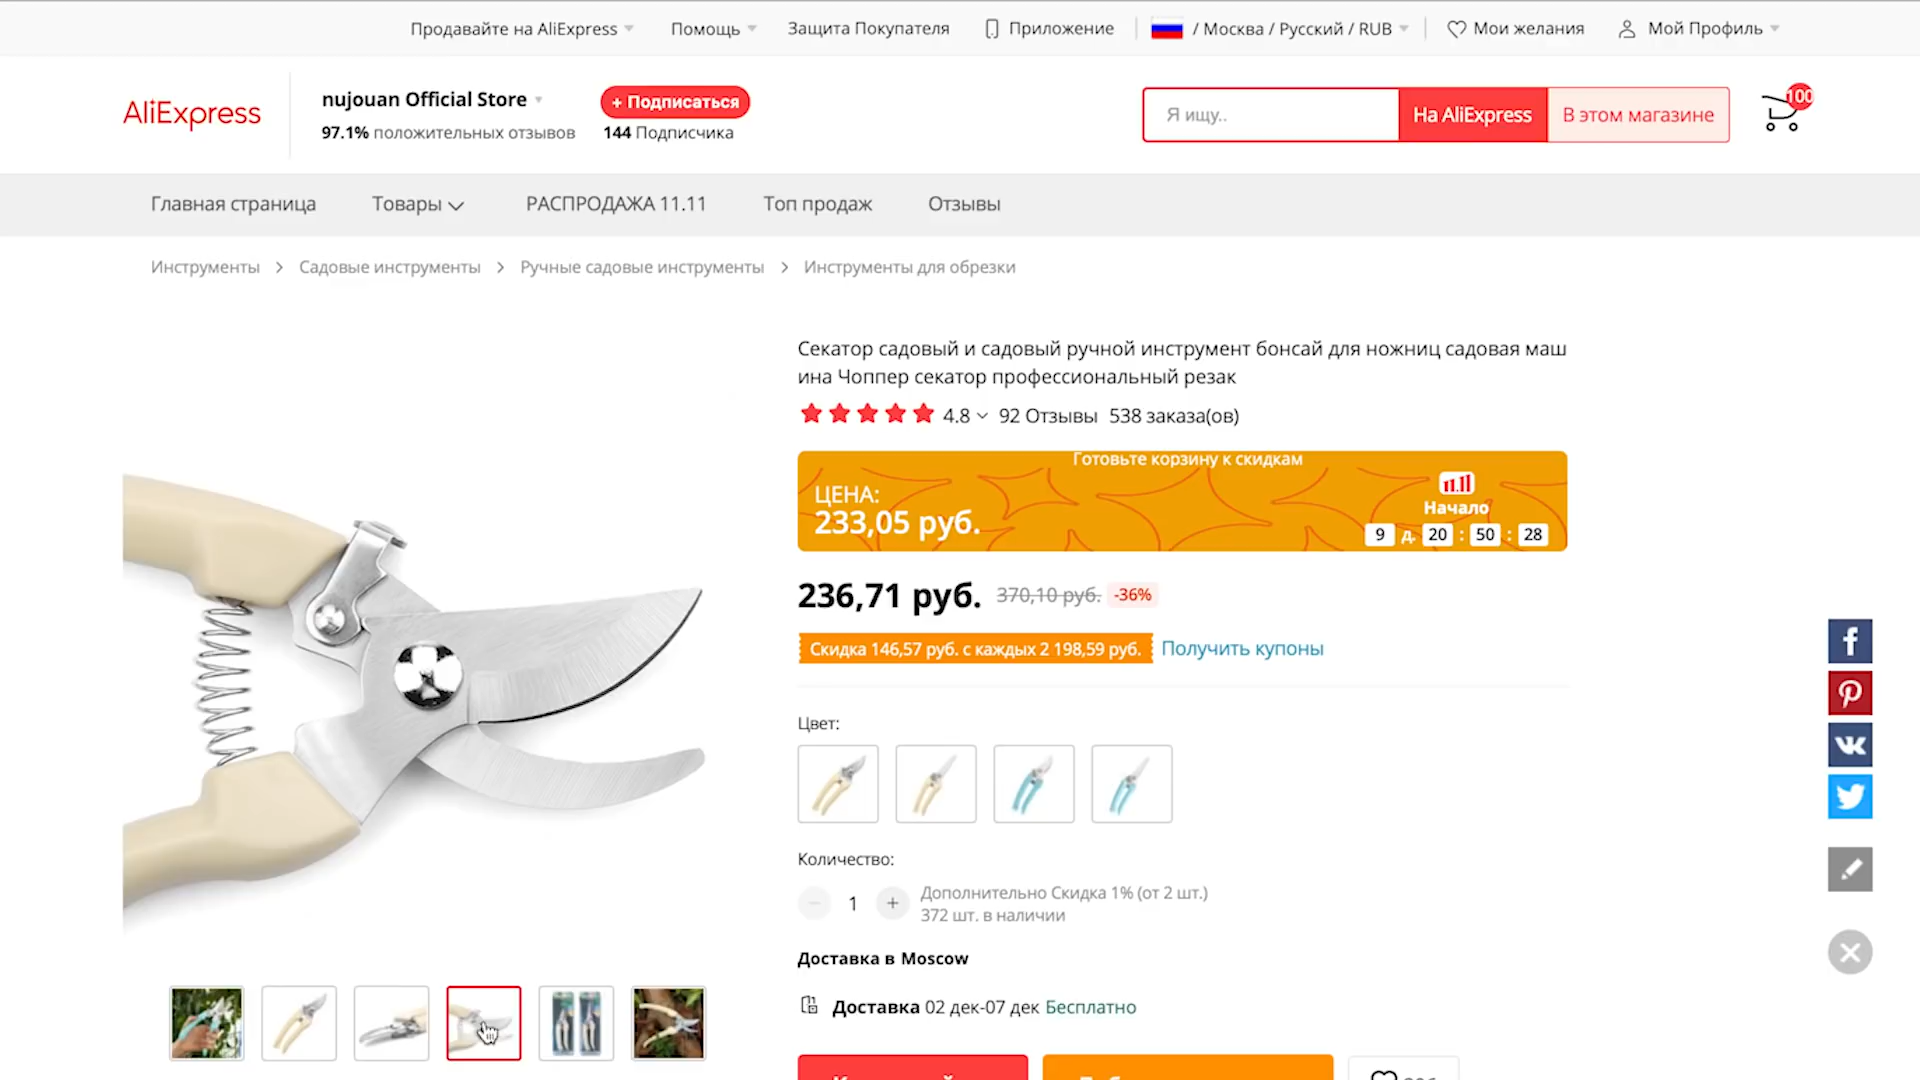 Продавайте на AliExpress
Помощь
Защита Покупателя
Приложение
/ Москва / Русский / RUB
Мои желания
Мой Профиль
AliExpress
nujouan Official Store
97.1% положительных отзывов
+ Подписаться
144 Подписчика
Я ищу..
На AliExpress
В этом магазине
100
Главная страница
Товары
РАСПРОДАЖА 11.11
Топ продаж
Отзывы
Инструменты > Садовые инструменты > Ручные садовые инструменты > Инструменты для обрезки
Секатор садовый и садовый ручной инструмент бонсай для ножниц садовая маш
ина Чоппер секатор профессиональный резак
4.8
92 Отзывы
538 заказа(ов)
Готовьте корзину к скидкам
ЦЕНА:
233,05 руб.
11.11
Начало
9 д. 20 : 50 : 28
236,71 руб. 370,10 руб. -36%
Скидка 146,57 руб. с каждых 2 198,59 руб. Получить купоны
Цвет:
Количество:
1
Дополнительно Скидка 1% (от 2 шт.)
372 шт. в наличии
Доставка в Moscow
Доставка 02 дек-07 дек Бесплатно